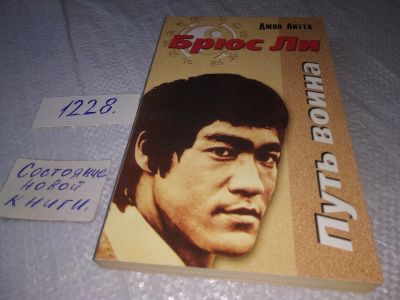 Джон Литтл
Брюс Ли
Путь воина
1228.
Состояние
новой
книги.